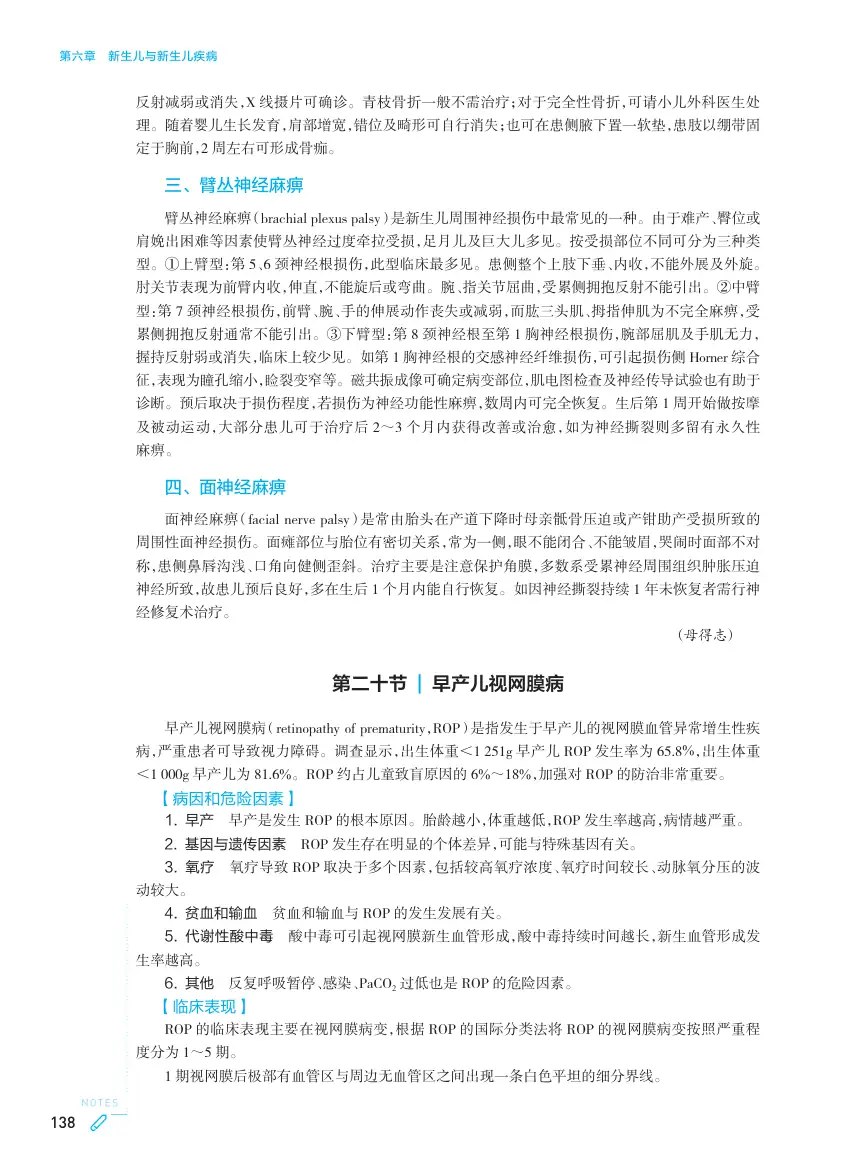 第六章 新生儿与新生儿疾病
反射减弱或消失,X 线摄片可确诊。青枝骨折一般不需治疗;对于完全性骨折,可请小儿外科医生处
理。随着婴儿生长发育,肩部增宽,错位及畸形可自行消失;也可在患侧腋下置一软垫,患肢以绷带固
定于胸前,2 周左右可形成骨痂。
三、臂丛神经麻痹
臂丛神经麻痹(brachial plexus palsy)是新生儿周围神经损伤中最常见的一种。由于难产、臀位或
肩娩出困难等因素使臂丛神经过度牵拉受损,足月儿及巨大儿多见。按受损部位不同可分为三种类
型。①上臂型:第 5、6 颈神经根损伤,此型临床最多见。患侧整个上肢下垂、内收,不能外展及外旋。
肘关节表现为前臂内收,伸直,不能旋后或弯曲。腕、指关节屈曲,受累侧拥抱反射不能引出。②中臂
型:第 7 颈神经根损伤,前臂、腕、手的伸展动作丧失或减弱,而肱三头肌、拇指伸肌为不完全麻痹,受
累侧拥抱反射通常不能引出。③下臂型:第 8 颈神经根至第 1 胸神经根损伤,腕部屈肌及手肌无力,
握持反射弱或消失,临床上较少见。如第 1 胸神经根的交感神经纤维损伤,可引起损伤侧 Horner 综合
征,表现为瞳孔缩小,睑裂变窄等。磁共振成像可确定病变部位,肌电图检查及神经传导试验也有助于
诊断。预后取决于损伤程度,若损伤为神经功能性麻痹,数周内可完全恢复。生后第 1 周开始做按摩
及被动运动,大部分患儿可于治疗后 2～3 个月内获得改善或治愈,如为神经撕裂则多留有永久性
麻痹。
四、面神经麻痹
面神经麻痹(facial nerve palsy)是常由胎头在产道下降时母亲骶骨压迫或产钳助产受损所致的
周围性面神经损伤。面瘫部位与胎位有密切关系,常为一侧,眼不能闭合、不能皱眉,哭闹时面部不对
称,患侧鼻唇沟浅、口角向健侧歪斜。治疗主要是注意保护角膜,多数系受累神经周围组织肿胀压迫
神经所致,故患儿预后良好,多在生后 1 个月内能自行恢复。如因神经撕裂持续 1 年未恢复者需行神
经修复术治疗。
(母得志)
第二十节 | 早产儿视网膜病
早产儿视网膜病(retinopathy of prematurity,ROP)是指发生于早产儿的视网膜血管异常增生性疾
病,严重患者可导致视力障碍。调查显示,出生体重＜1 251g 早产儿 ROP 发生率为 65.8%,出生体重
＜1 000g 早产儿为 81.6%。ROP 约占儿童致盲原因的 6%～18%,加强对 ROP 的防治非常重要。
【病因和危险因素】
1. 早产 早产是发生 ROP 的根本原因。胎龄越小,体重越低,ROP 发生率越高,病情越严重。
2. 基因与遗传因素 ROP 发生存在明显的个体差异,可能与特殊基因有关。
3. 氧疗 氧疗导致 ROP 取决于多个因素,包括较高氧疗浓度、氧疗时间较长、动脉氧分压的波
动较大。
4. 贫血和输血 贫血和输血与 ROP 的发生发展有关。
5. 代谢性酸中毒 酸中毒可引起视网膜新生血管形成,酸中毒持续时间越长,新生血管形成发
生率越高。
6. 其他 反复呼吸暂停、感染、PaCO₂ 过低也是 ROP 的危险因素。
【临床表现】
ROP 的临床表现主要在视网膜病变,根据 ROP 的国际分类法将 ROP 的视网膜病变按照严重程
度分为 1～5 期。
1 期视网膜后极部有血管区与周边无血管区之间出现一条白色平坦的细分界线。
NOTES
138